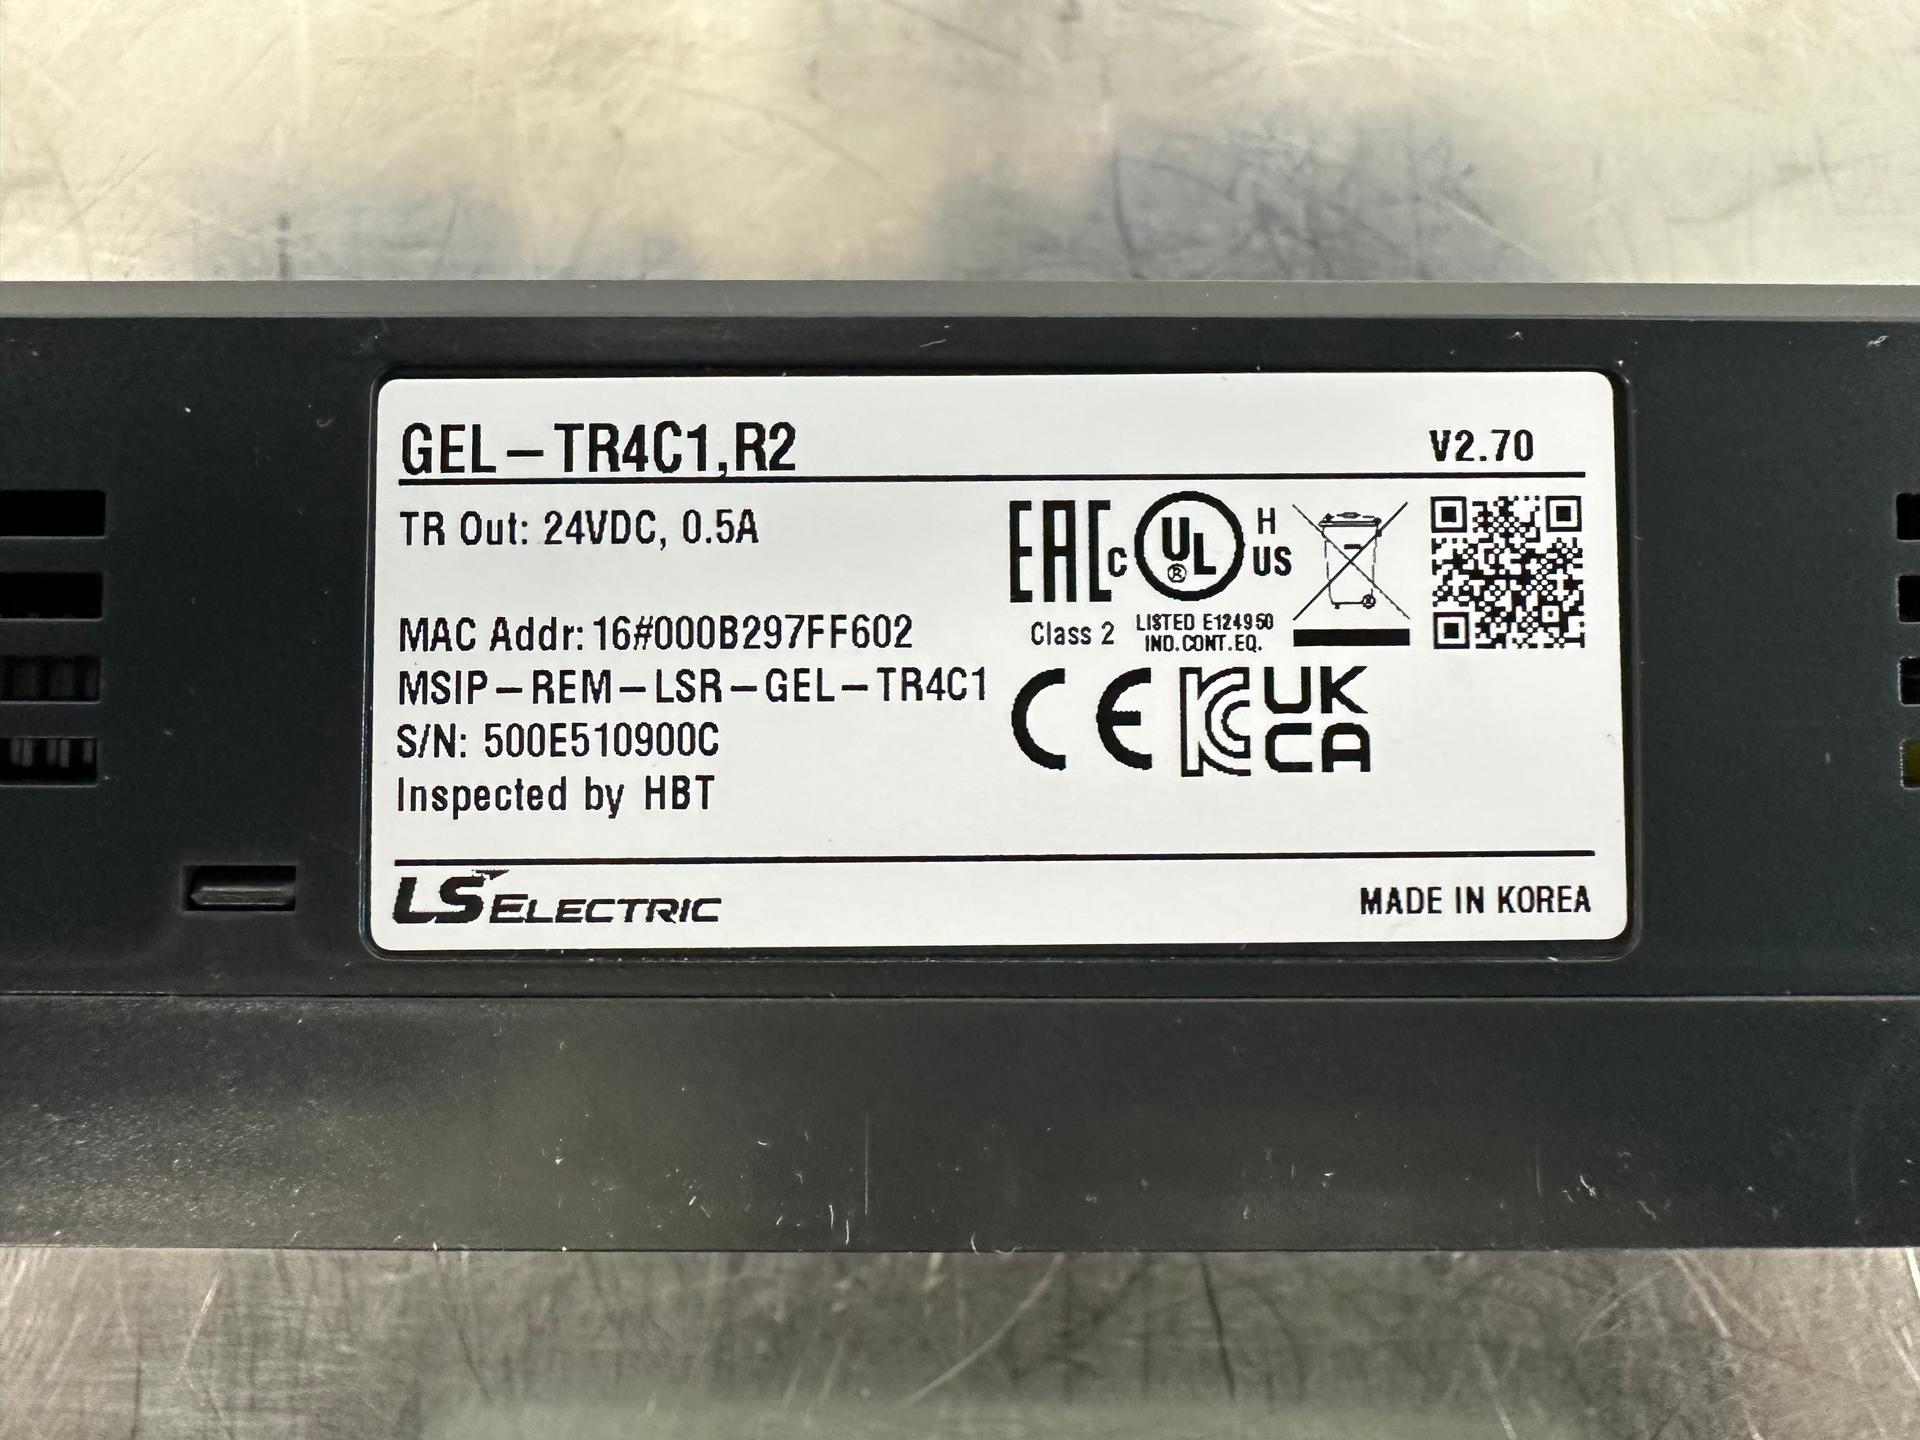 GEL-TR4C1,R2 V2.70
TR Out: 24VDC, 0.5A
EAC C UL ® H US
MAC Addr: 16#000B297FF602
Class 2 LISTED E124950
IND.CONT.EQ.
MSIP-REM-LSR-GEL-TR4C1
CE KC UK
CA
S/N: 500E510900C
Inspected by HBT
LS ELECTRIC MADE IN KOREA